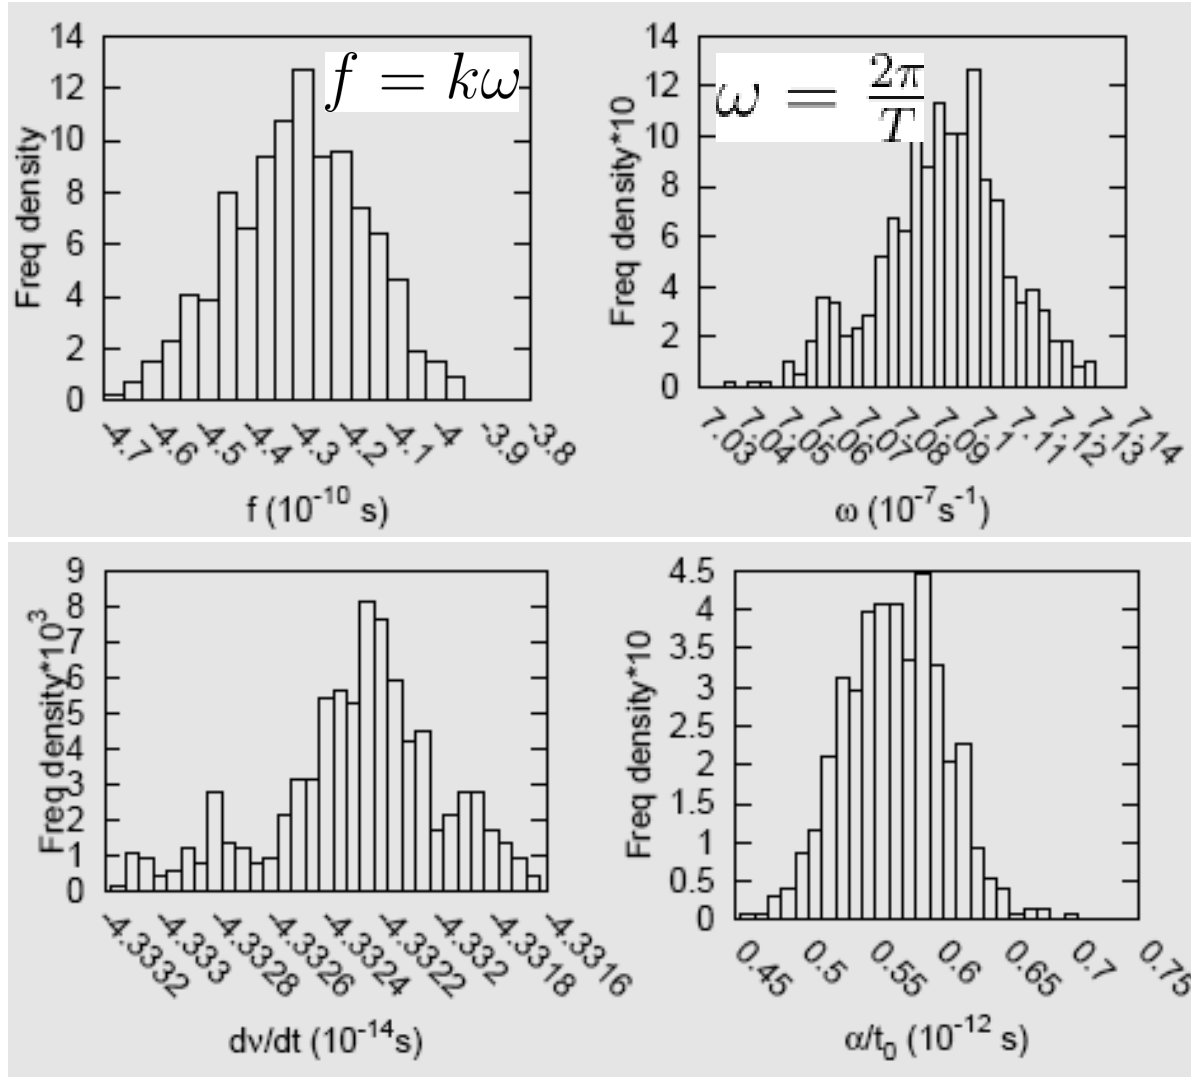 14
12
10
8
6
4
2
0
Freq density
f = kω
-4.7 -4.6 -4.5 -4.4 -4.3 -4.2 -4.1 -4 -3.9 -3.8
f (10⁻¹⁰ s)
14
12
10
8
6
4
2
0
Freq density*10
ω = 2π/T
7.03 7.04 7.05 7.06 7.07 7.08 7.09 7.1 7.11 7.12 7.13 7.14
ω (10⁻⁷s⁻¹)
9
8
7
6
5
4
3
2
1
0
Freq density*10³
-4.3332 -4.333 -4.3328 -4.3326 -4.3324 -4.3322 -4.332 -4.3318 -4.3316
dν/dt (10⁻¹⁴s)
4.5
4
3.5
3
2.5
2
1.5
1
0.5
0
Freq density*10
0.45 0.5 0.55 0.6 0.65 0.7 0.75
α/t₀ (10⁻¹² s)